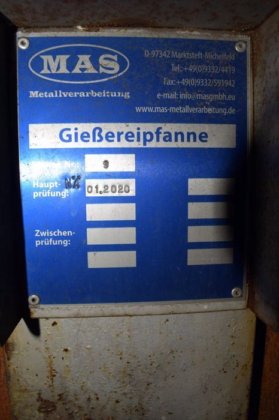 MAS
Metallverarbeitung
D-97342 Marktsteft-Michelfeld
Tel.:+49(0)9332/4419
Fax:+49(0)9332/591942
e-mail: info@masgmbh.eu
www.mas-metallverarbeitung.de
Gießereipfanne
Nr.: 9
Haupt-
prüfung: 01.2020
Zwischen-
prüfung: